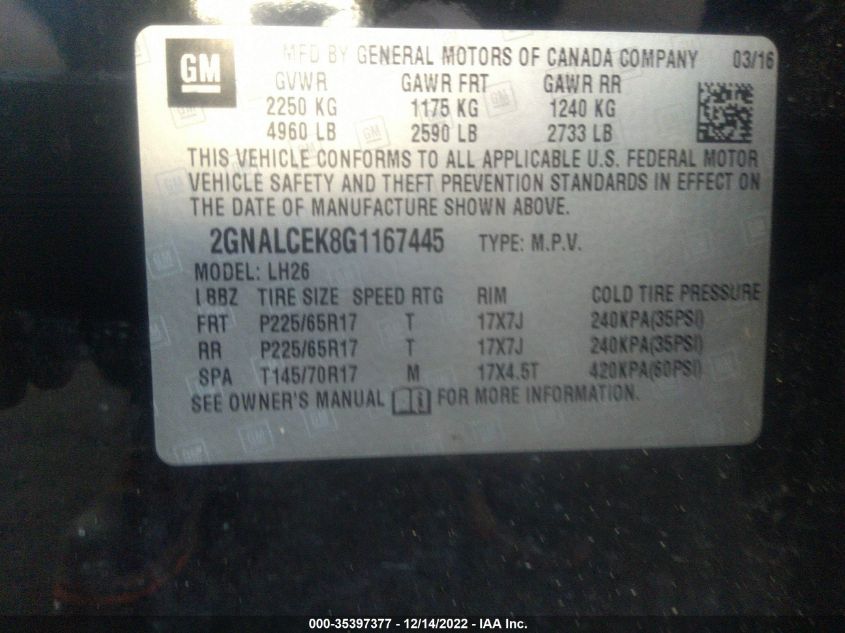 GM
MFD BY GENERAL MOTORS OF CANADA COMPANY 03/16
GVWR GAWR FRT GAWR RR
2250 KG 1175 KG 1240 KG
4960 LB 2590 LB 2733 LB
THIS VEHICLE CONFORMS TO ALL APPLICABLE U.S. FEDERAL MOTOR
VEHICLE SAFETY AND THEFT PREVENTION STANDARDS IN EFFECT ON
THE DATE OF MANUFACTURE SHOWN ABOVE.
2GNALCEK8G1167445 TYPE: M.P.V.
MODEL: LH26
LBBZ TIRE SIZE SPEED RTG RIM COLD TIRE PRESSURE
FRT P225/65R17 T 17X7J 240KPA(35PSI)
RR P225/65R17 T 17X7J 240KPA(35PSI)
SPA T145/70R17 M 17X4.5T 420KPA(60PSI)
SEE OWNER'S MANUAL FOR MORE INFORMATION.
000-35397377 - 12/14/2022 - IAA Inc.